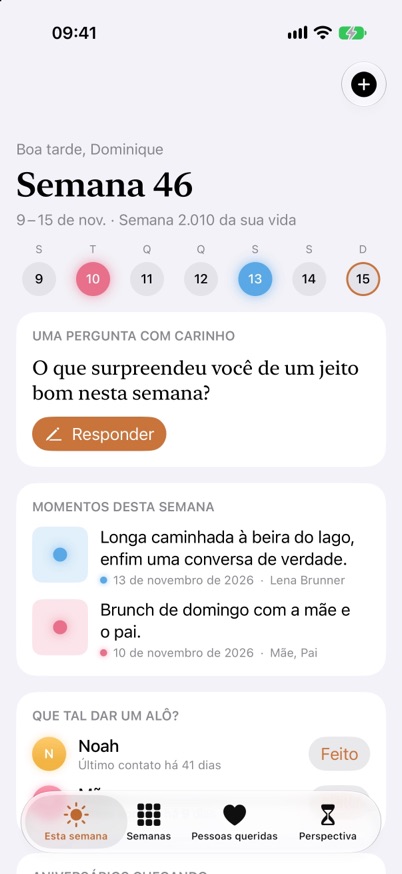 09:41
Boa tarde, Dominique
Semana 46
9–15 de nov. · Semana 2.010 da sua vida
S T Q Q S S D
9 10 11 12 13 14 15
UMA PERGUNTA COM CARINHO
O que surpreendeu você de um jeito
bom nesta semana?
Responder
MOMENTOS DESTA SEMANA
Longa caminhada à beira do lago,
enfim uma conversa de verdade.
13 de novembro de 2026 · Lena Brunner
Brunch de domingo com a mãe e
o pai.
10 de novembro de 2026 · Mãe, Pai
QUE TAL DAR UM ALÔ?
N
Noah
Último contato há 41 dias
Feito
Esta semana
Semanas
Pessoas queridas
Perspectiva